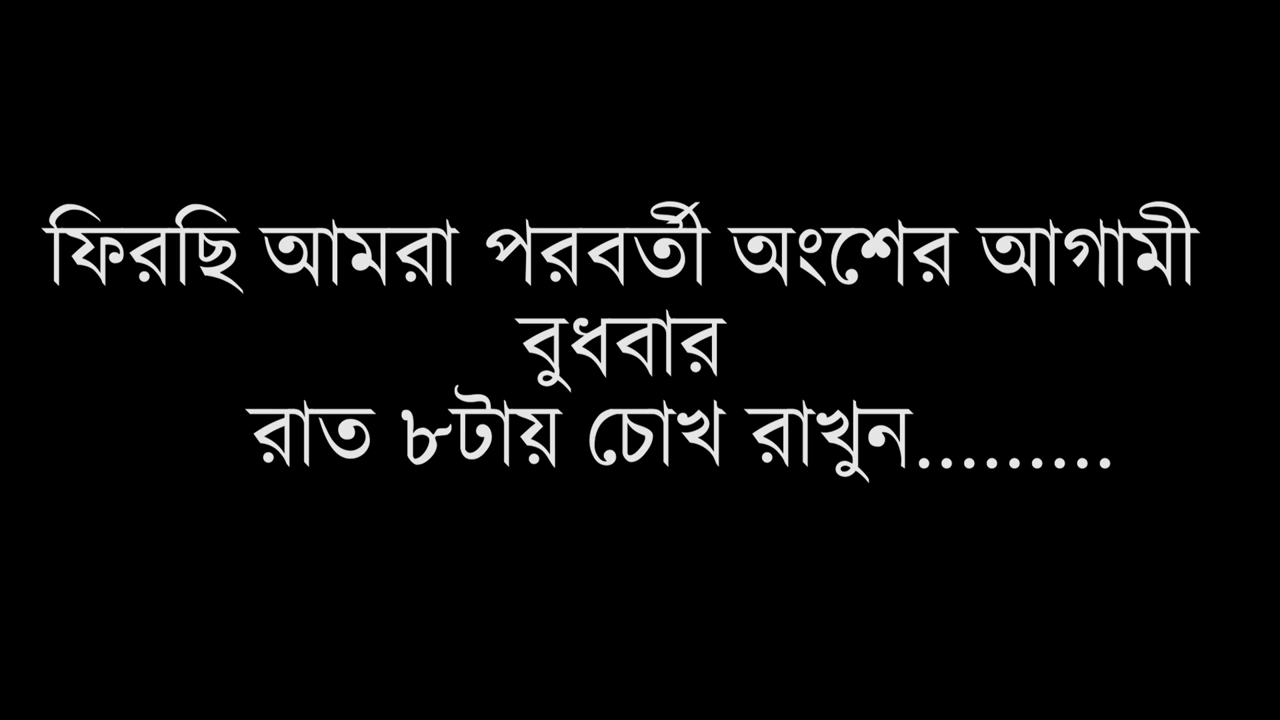 ফিরছি আমরা পরবর্তী অংশের আগামী
বুধবার
রাত ৮টায় চোখ রাখুন.........